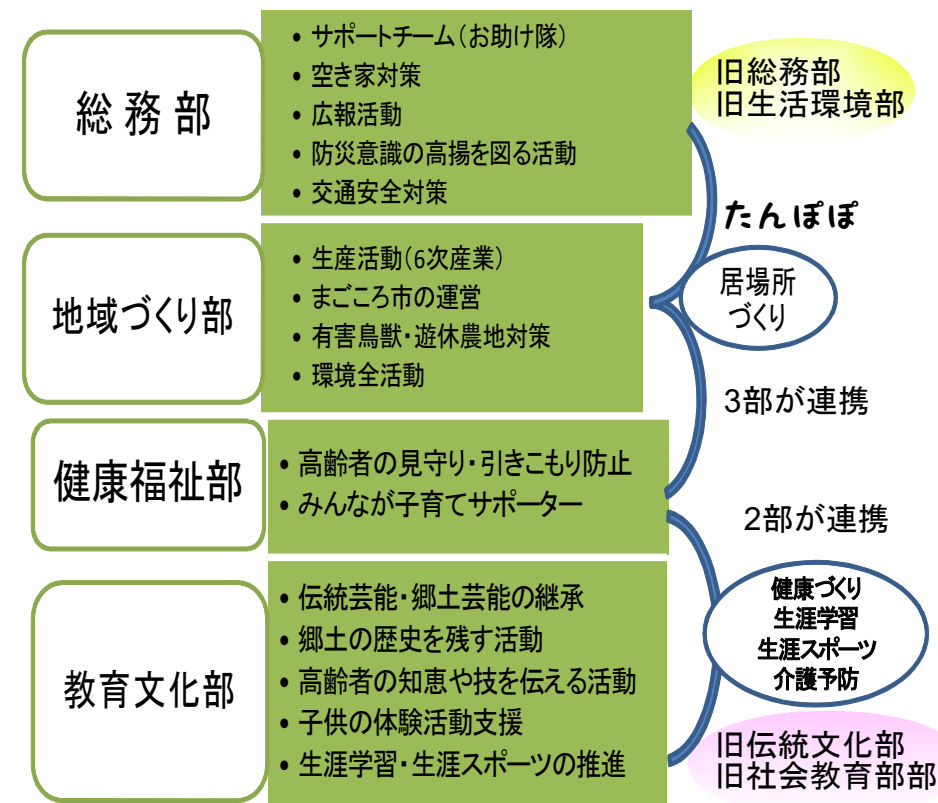 総務部
• サポートチーム(お助け隊)
• 空き家対策
• 広報活動
• 防災意識の高揚を図る活動
• 交通安全対策
旧総務部
旧生活環境部
地域づくり部
• 生産活動(6次産業)
• まごころ市の運営
• 有害鳥獣・遊休農地対策
• 環境全活動
たんぽぽ
居場所
づくり
3部が連携
健康福祉部
• 高齢者の見守り・引きこもり防止
• みんなが子育てサポーター
2部が連携
教育文化部
• 伝統芸能・郷土芸能の継承
• 郷土の歴史を残す活動
• 高齢者の知恵や技を伝える活動
• 子供の体験活動支援
• 生涯学習・生涯スポーツの推進
健康づくり
生涯学習
生涯スポーツ
介護予防
旧伝統文化部
旧社会教育部部